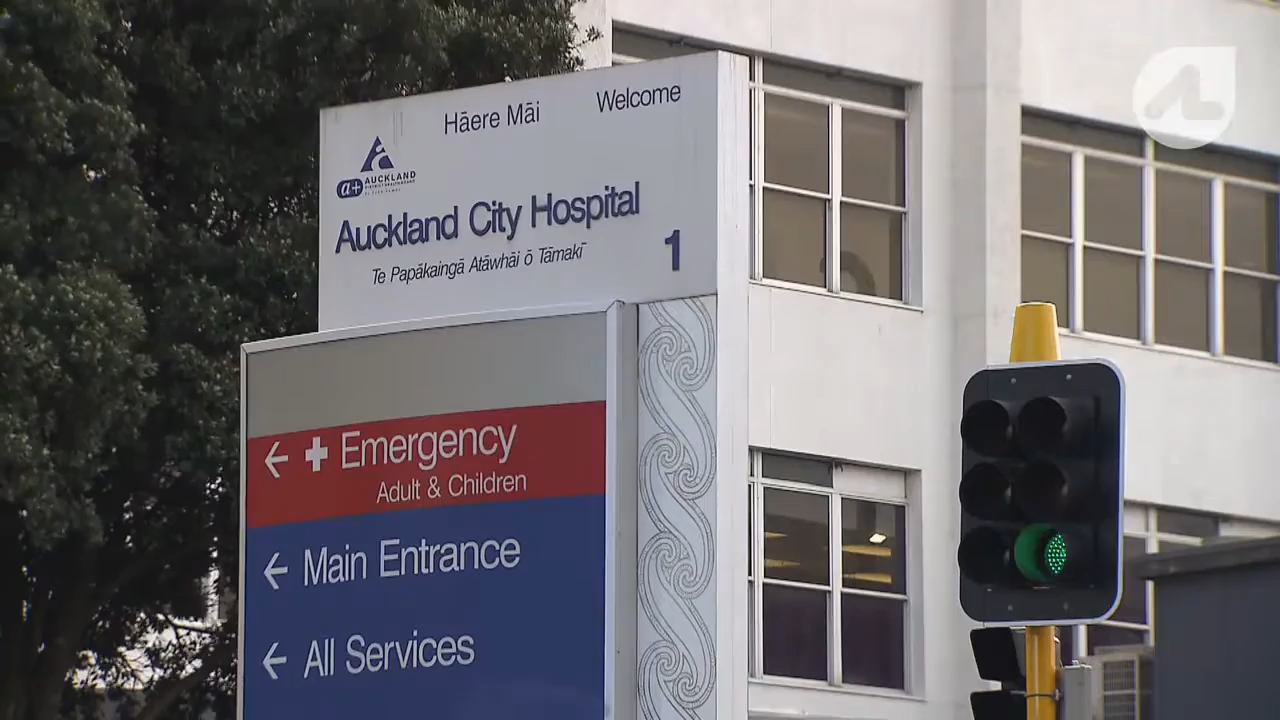 Hāere Māi Welcome
a+ AUCKLAND
Auckland City Hospital
Te Papākaingā Atāwhāi ō Tāmakī
1
Emergency
Adult & Children
Main Entrance
All Services